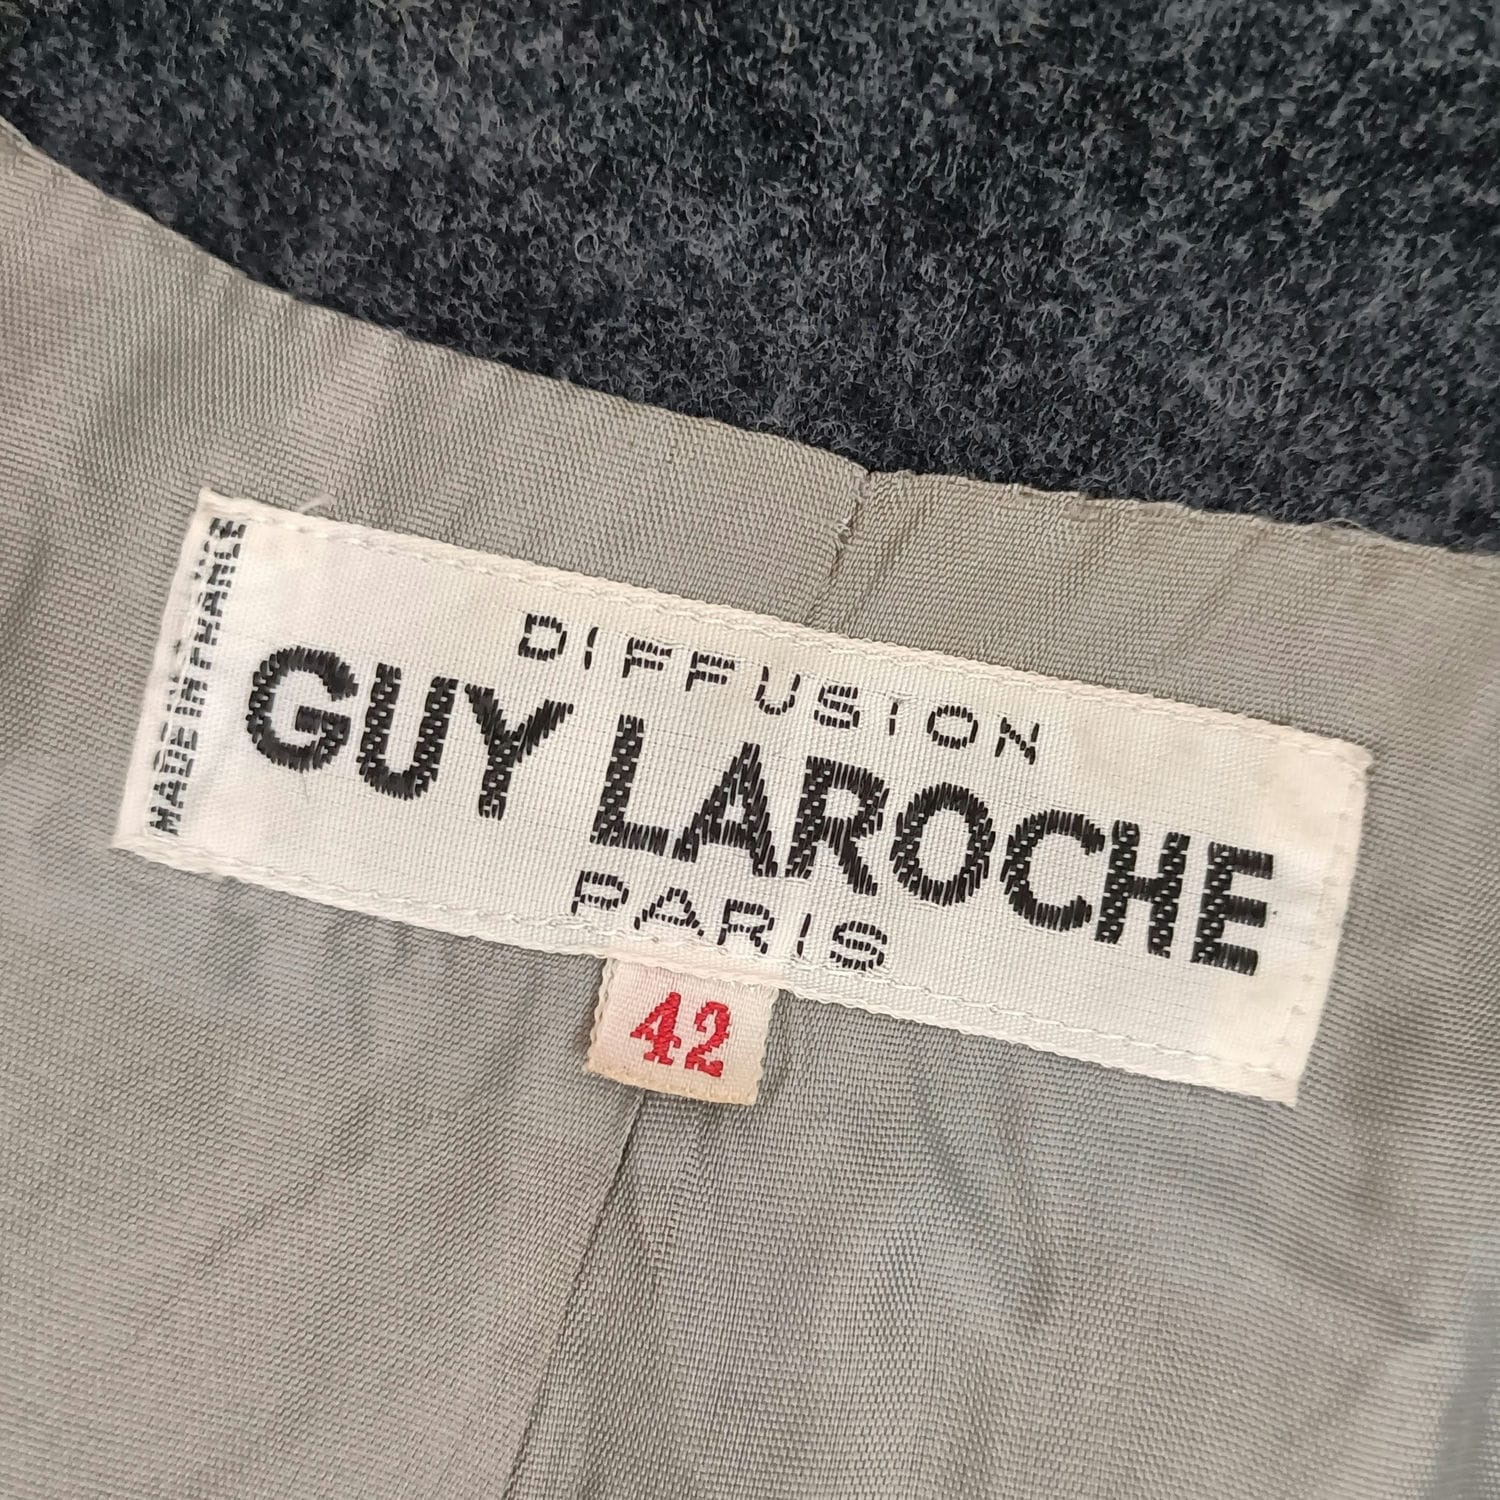 DIFFUSION
GUY LAROCHE
PARIS
MADE IN FRANCE
42